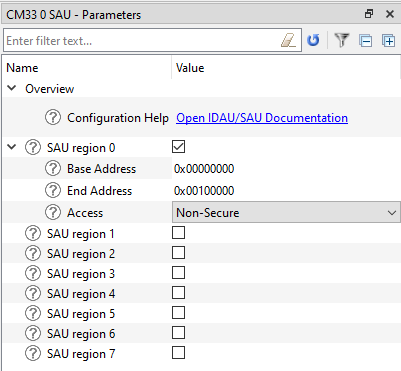 CM33 0 SAU - Parameters
Enter filter text...
Name Value
Overview
Configuration Help Open IDAU/SAU Documentation
SAU region 0
Base Address 0x00000000
End Address 0x00100000
Access Non-Secure
SAU region 1
SAU region 2
SAU region 3
SAU region 4
SAU region 5
SAU region 6
SAU region 7